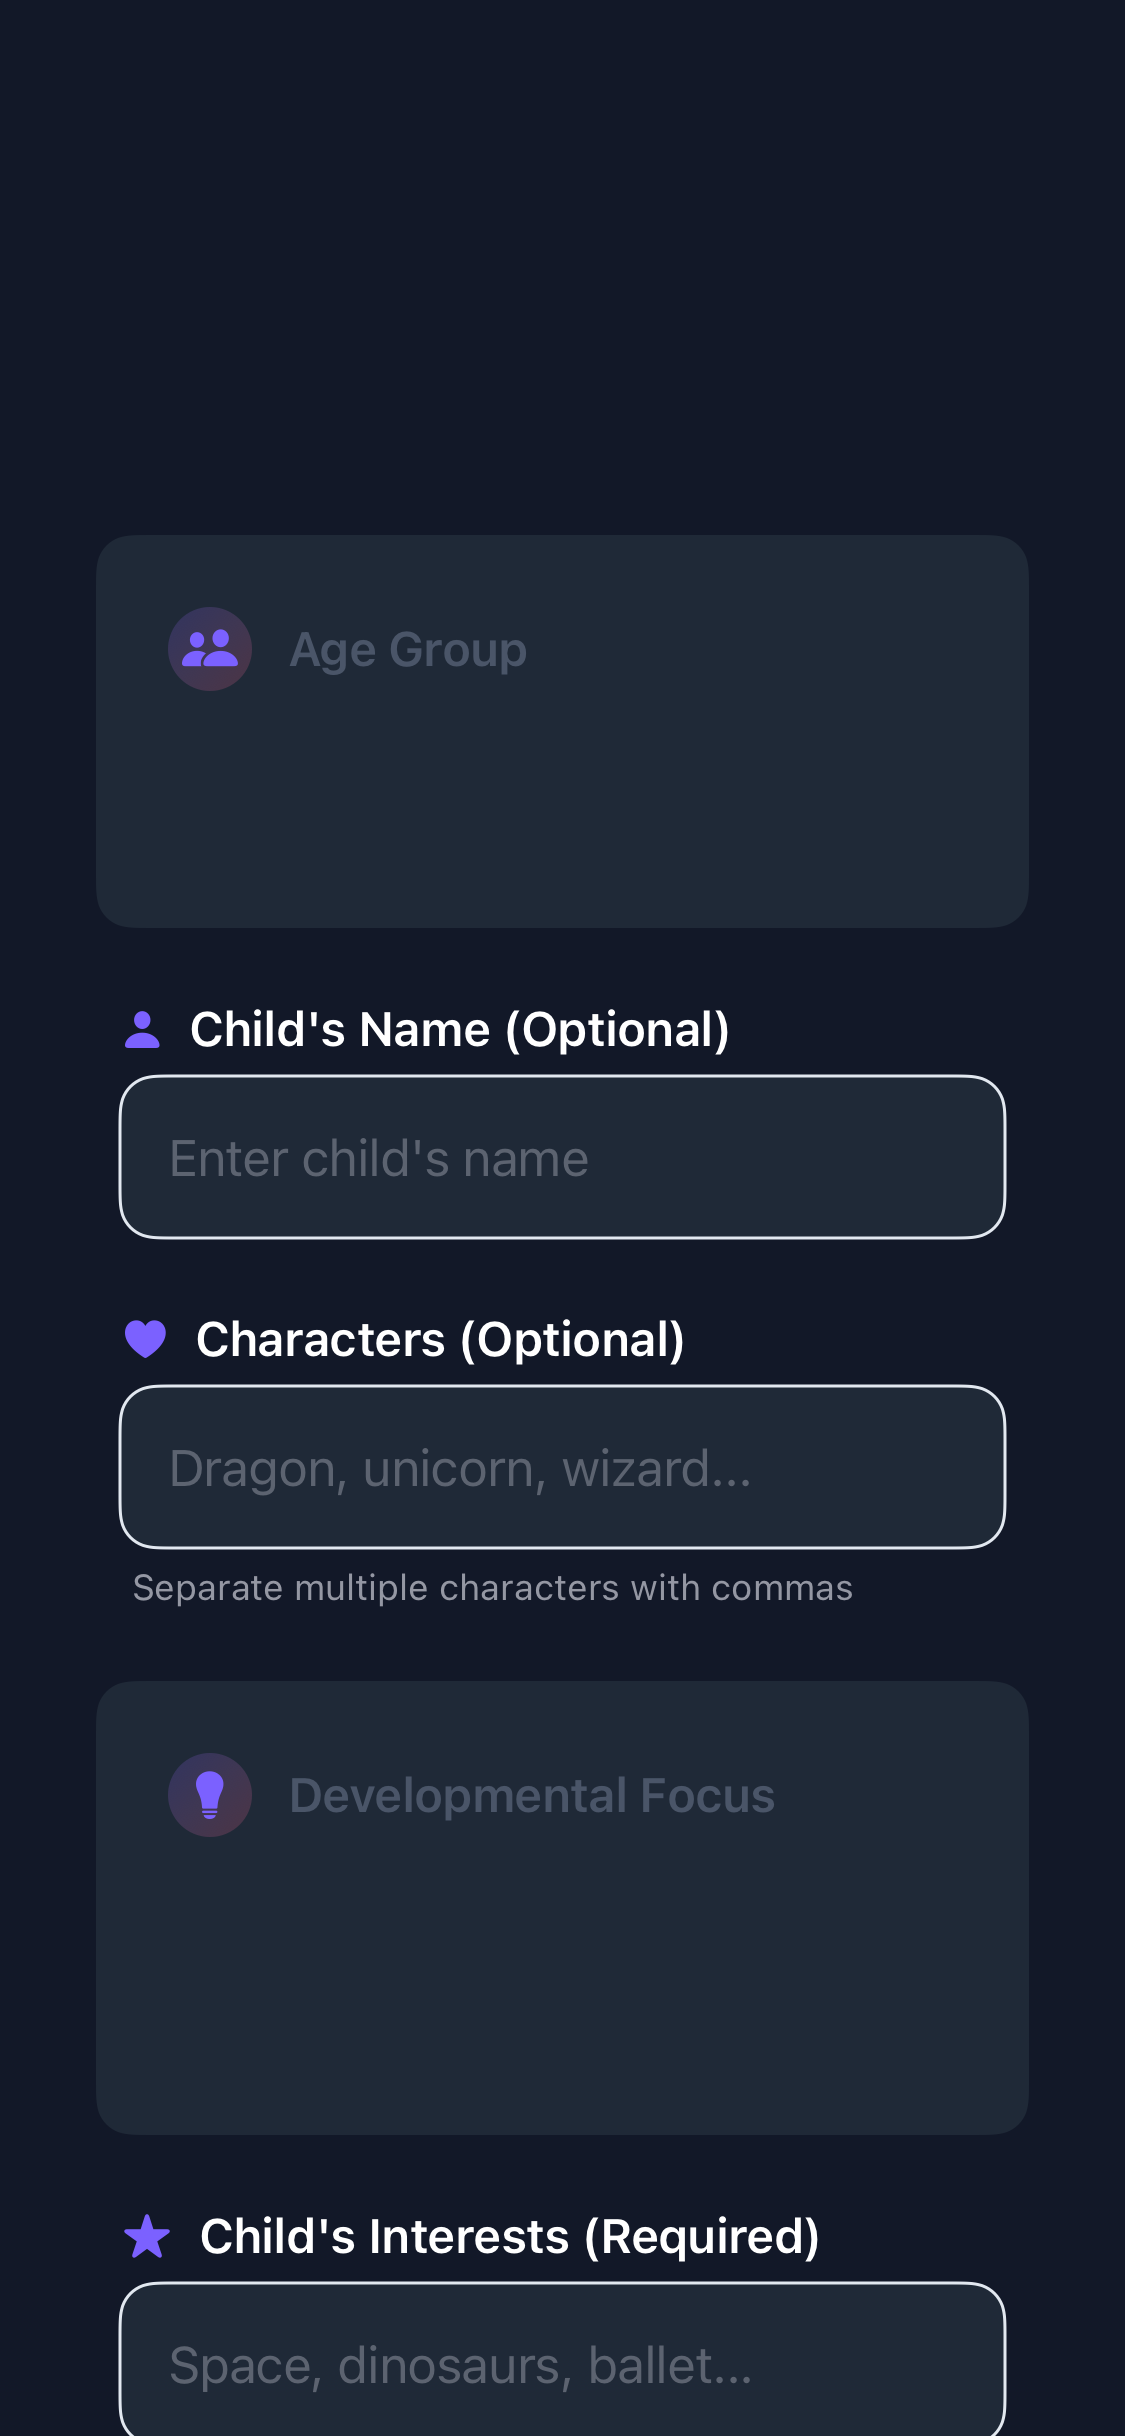 Age Group
Child's Name (Optional)
Enter child's name
Characters (Optional)
Dragon, unicorn, wizard...
Separate multiple characters with commas
Developmental Focus
Child's Interests (Required)
Space, dinosaurs, ballet...